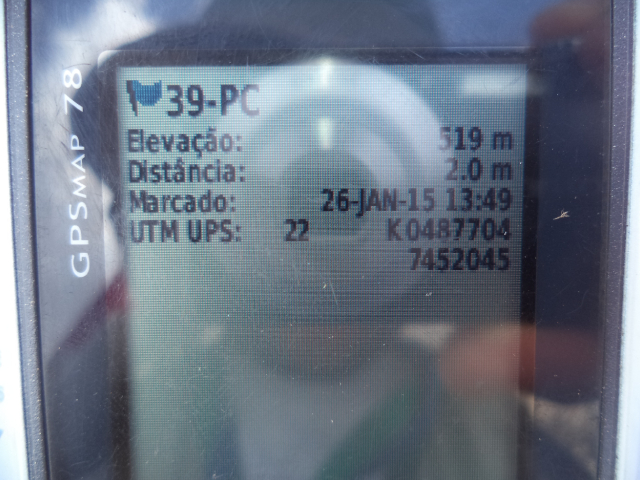 GPSMAP 78
39-PC
Elevação: 519 m
Distância: 2.0 m
Marcado: 26-JAN-15 13:49
UTM UPS: 22 K 0487704
7452045